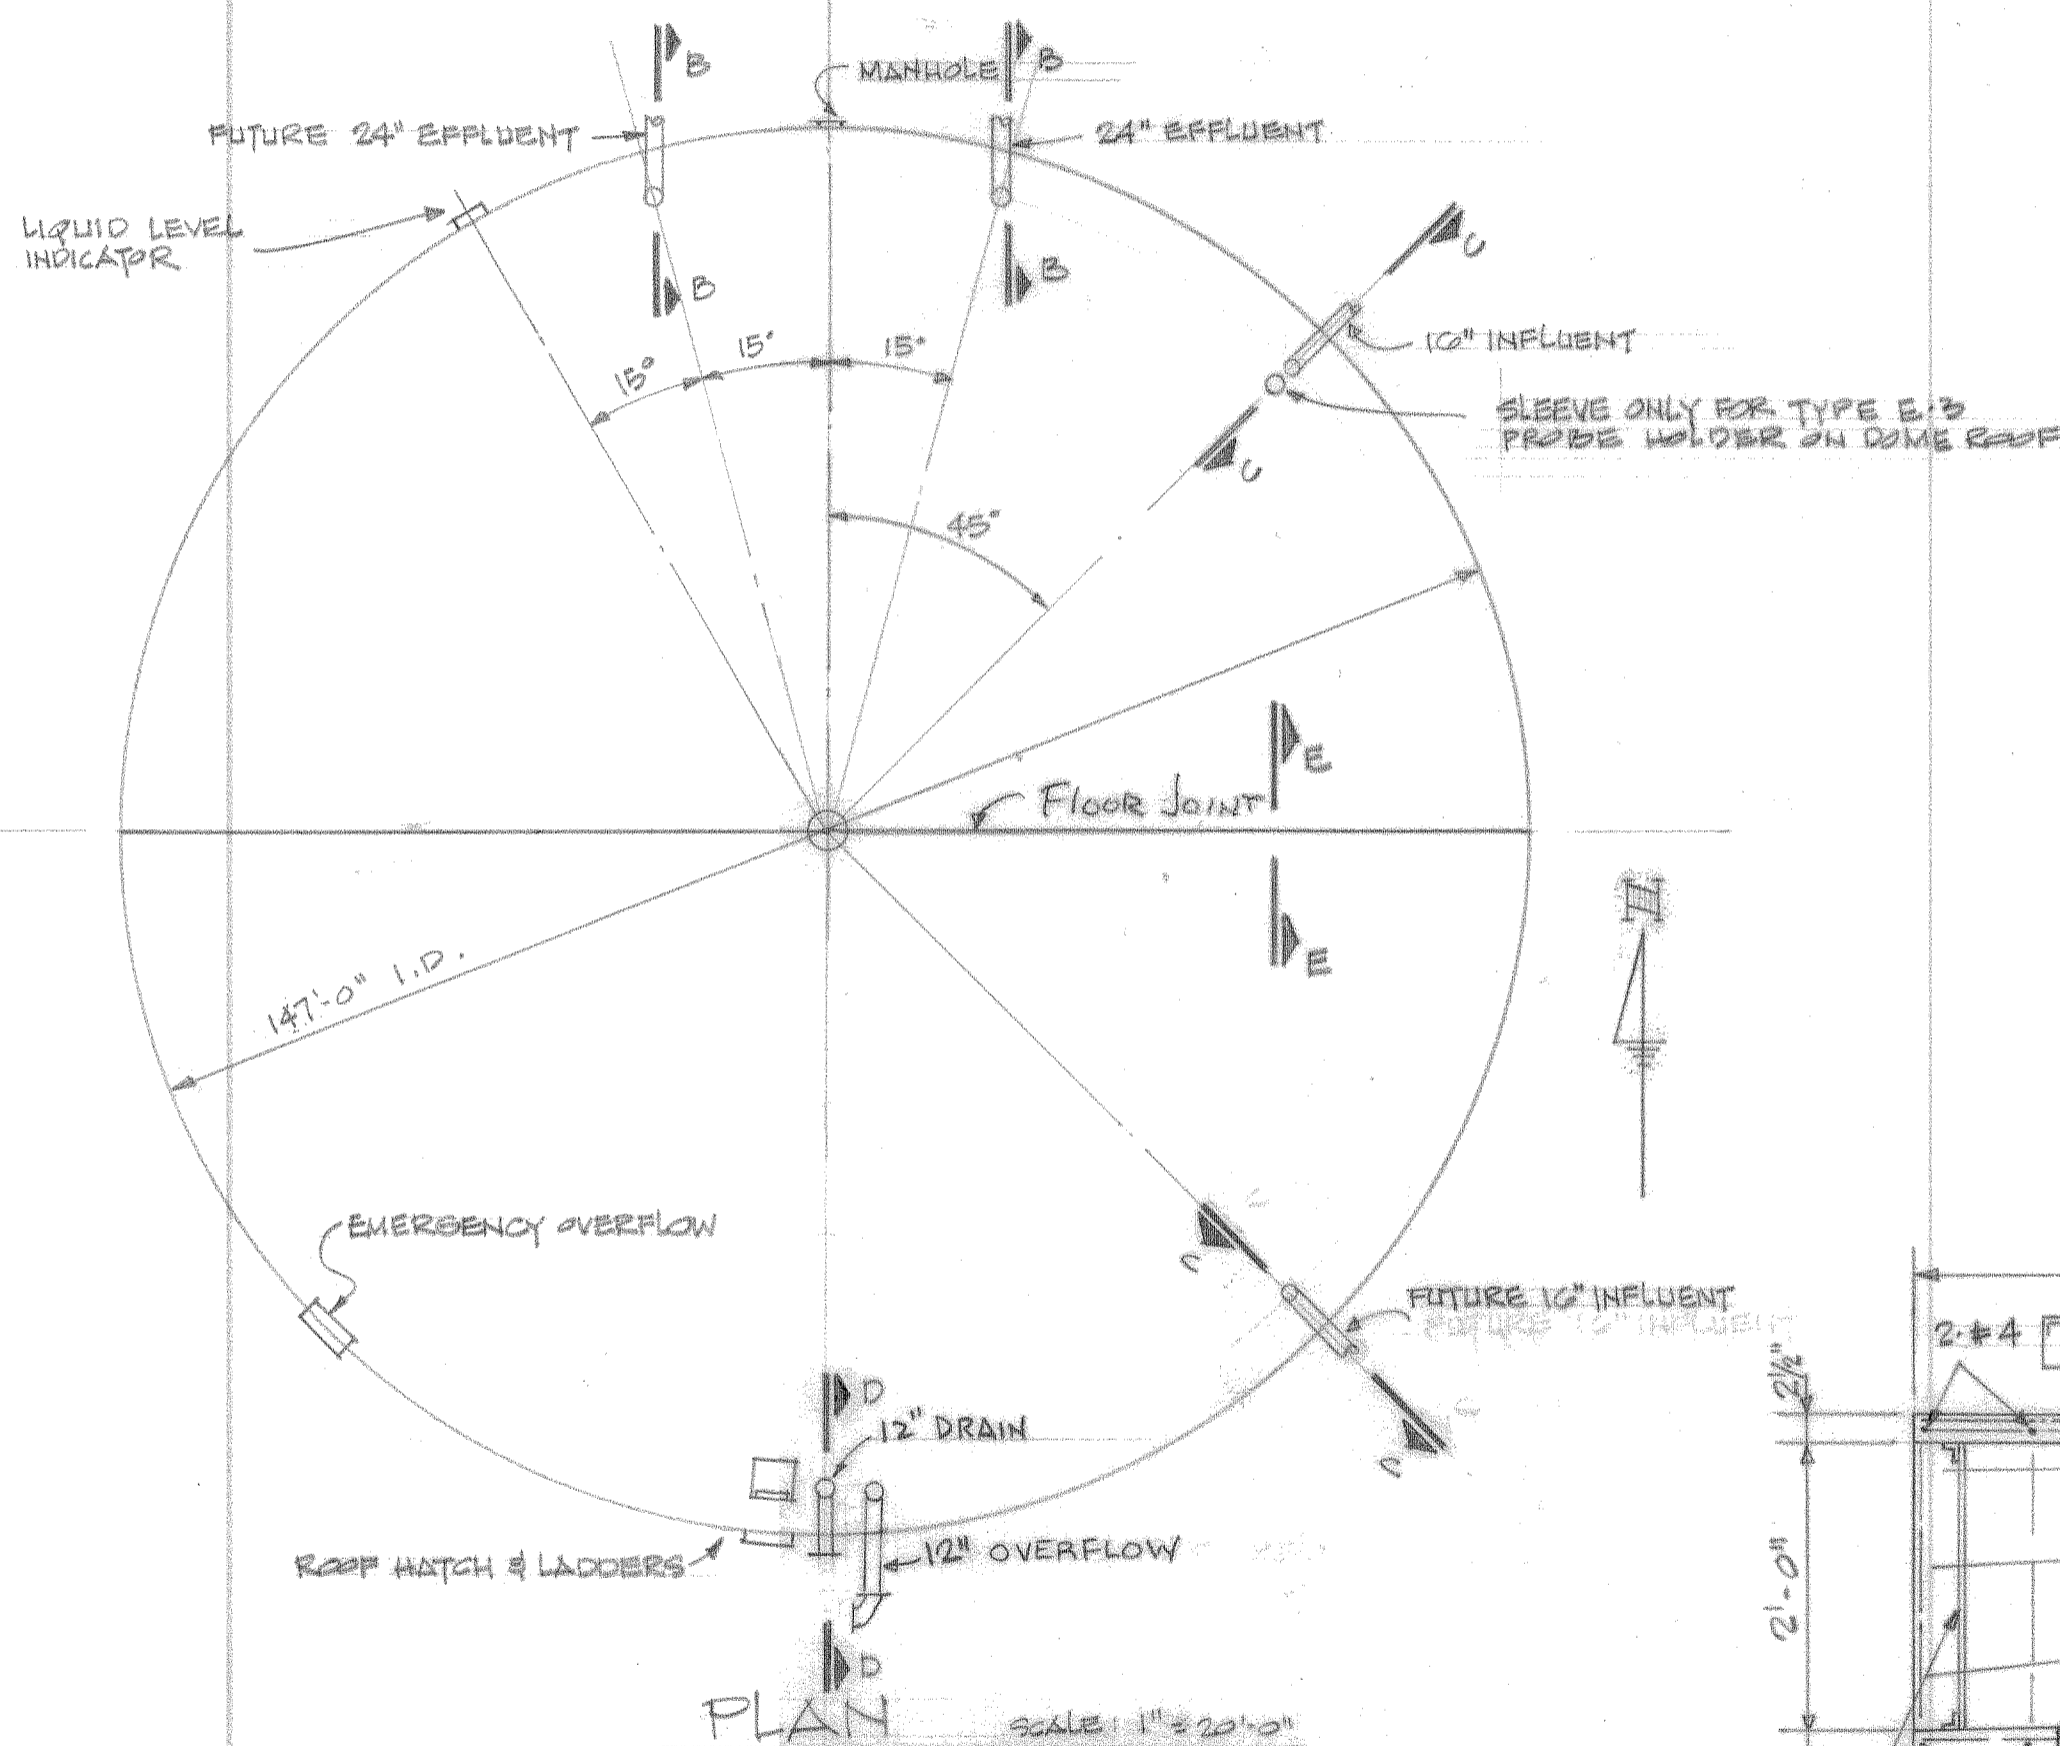 B
B
MANHOLE
FUTURE 24" EFFLUENT
24" EFFLUENT
LIQUID LEVEL
INDICATOR
C
B
B
15°
15°
15°
16" INFLUENT
SLEEVE ONLY FOR TYPE E-3
PROBE HOLDER ON DOME ROOF
C
45°
E
FLOOR JOINT
N
E
147'-0" I.D.
EMERGENCY OVERFLOW
C
FUTURE 16" INFLUENT
2-#4
2½"
D
12" DRAIN
C
12" OVERFLOW
ROOF HATCH & LADDERS
2'-0"
D
PLAN
SCALE: 1" = 20'-0"